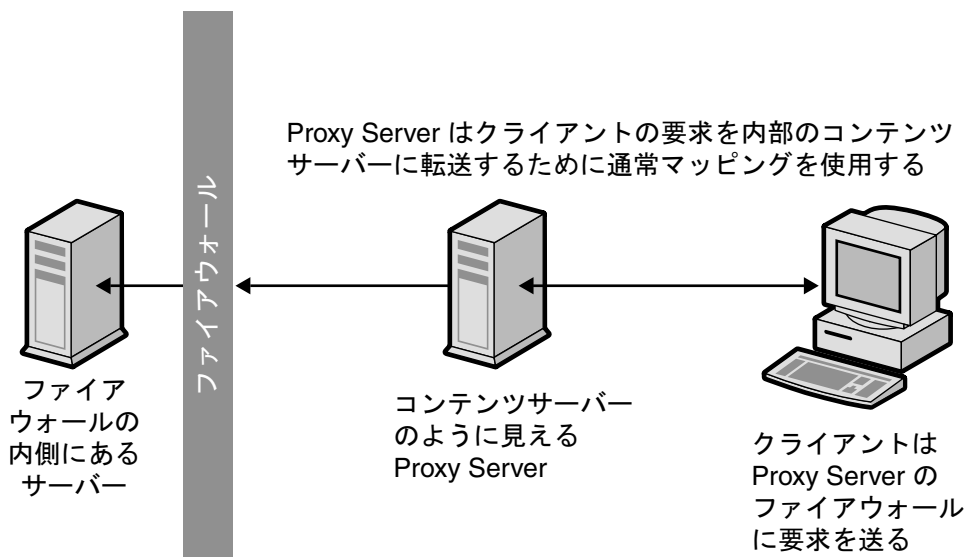 Proxy Server はクライアントの要求を内部のコンテンツ
サーバーに転送するために通常マッピングを使用する
ファイアウォール
ファイア
ウォールの
内側にある
サーバー
コンテンツサーバー
のように見える
Proxy Server
クライアントは
Proxy Server の
ファイアウォール
に要求を送る